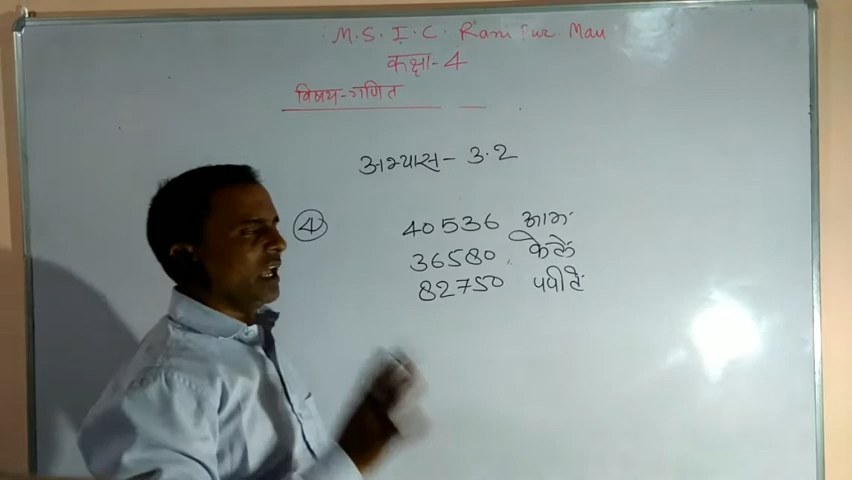 M.S.I.C. Rani Pur Mau
कक्षा-4
विषय-गणित
अभ्यास- 3.2
④ 40536 आम
36580 केलें
82750 पपीतें